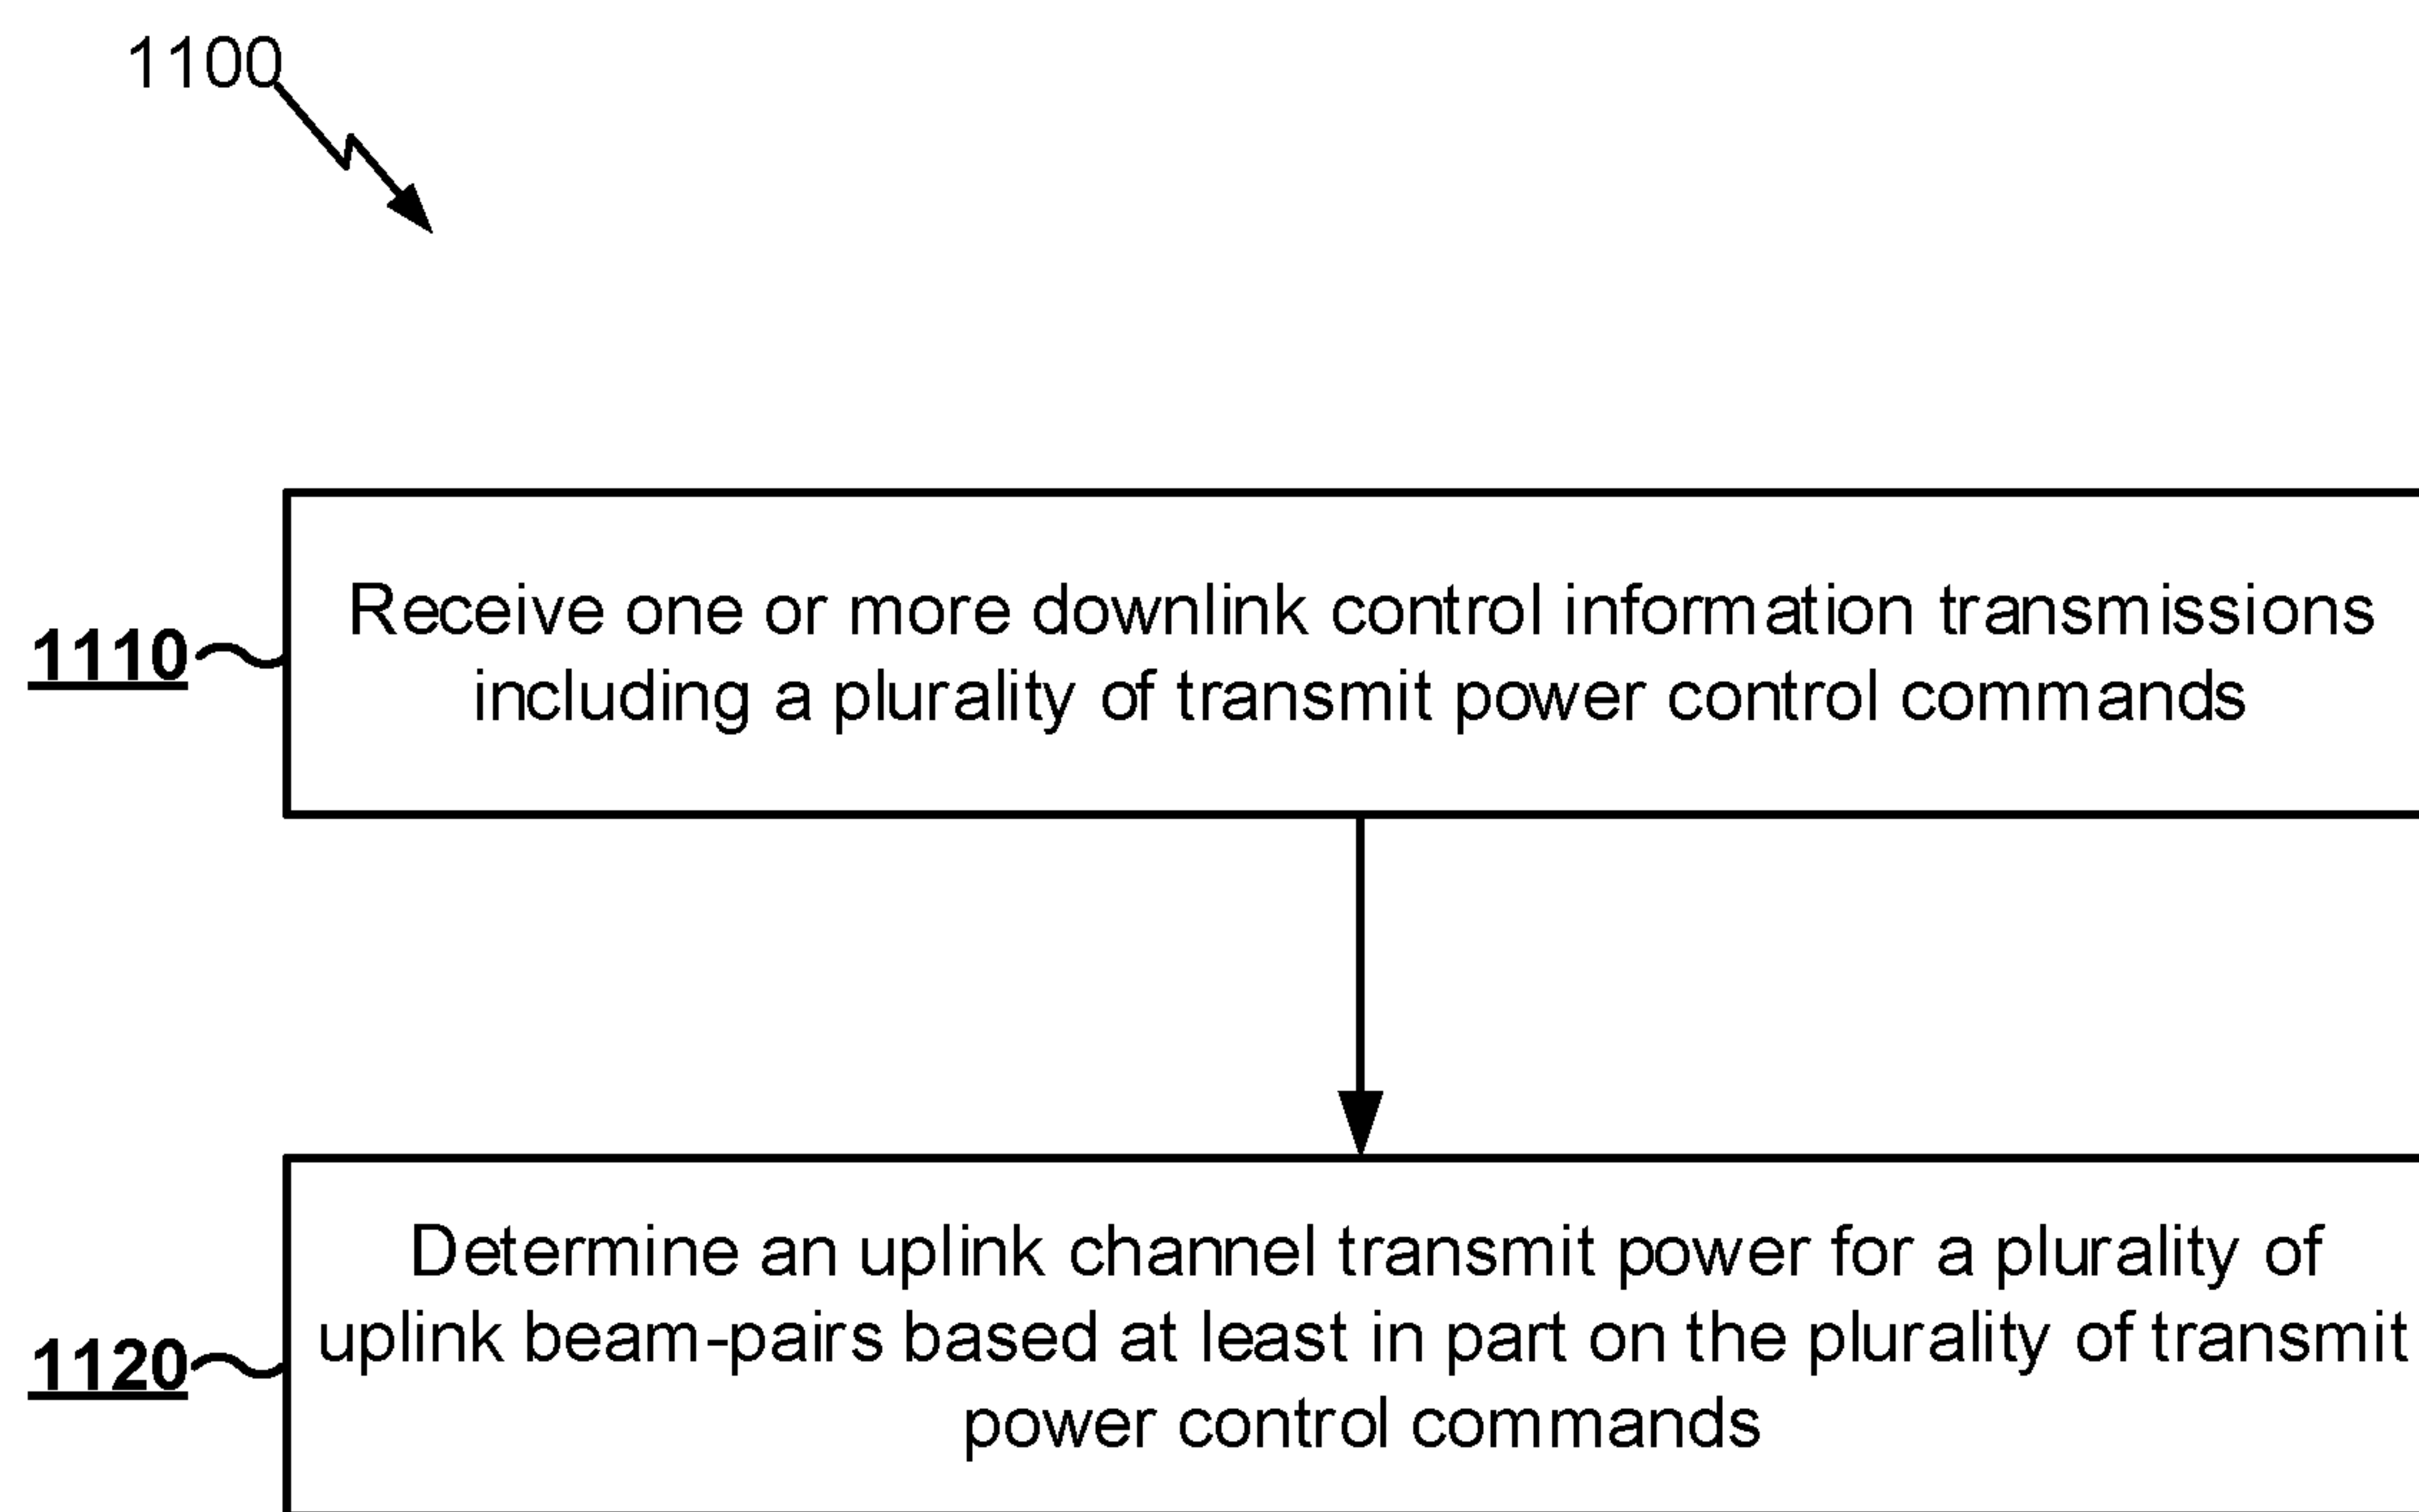 1100
1110
Receive one or more downlink control information transmissions
including a plurality of transmit power control commands
1120
Determine an uplink channel transmit power for a plurality of
uplink beam-pairs based at least in part on the plurality of transmit
power control commands